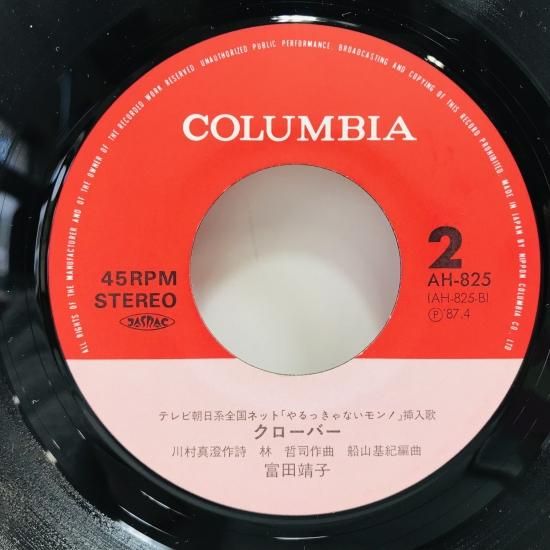 ALL RIGHTS OF THE MANUFACTURER AND OF THE OWNER OF THE RECORDED WORK RESERVED. UNAUTHORIZED PUBLIC PERFORMANCE, BROADCASTING AND COPYING OF THIS RECORD PROHIBITED. MADE IN JAPAN BY NIPPON COLUMBIA CO., LTD
COLUMBIA
2
45RPM
AH-825
STEREO
(AH-825-B)
JASRAC
Ⓟ'87.4
テレビ朝日系全国ネット「やるっきゃないモン!」挿入歌
クローバー
川村真澄作詩 林 哲司作曲 船山基紀編曲
富田靖子